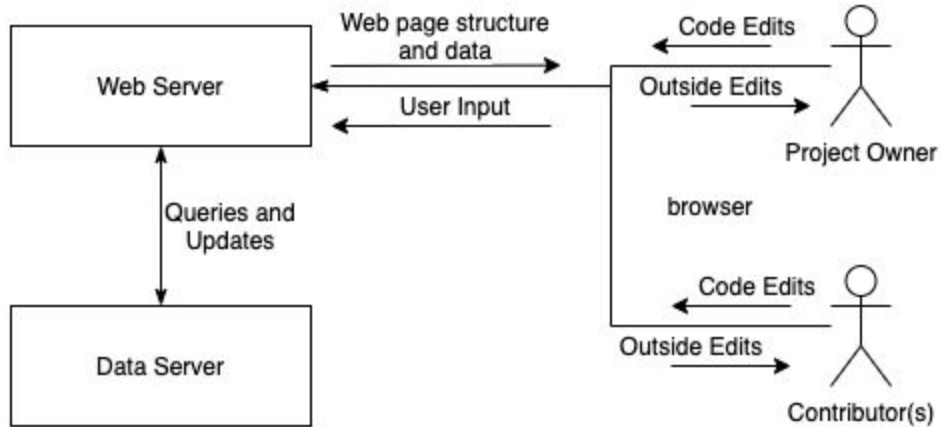 Web page structure
and data
Code Edits
Web Server
Outside Edits
User Input
Project Owner
Queries and
Updates
browser
Code Edits
Data Server
Outside Edits
Contributor(s)